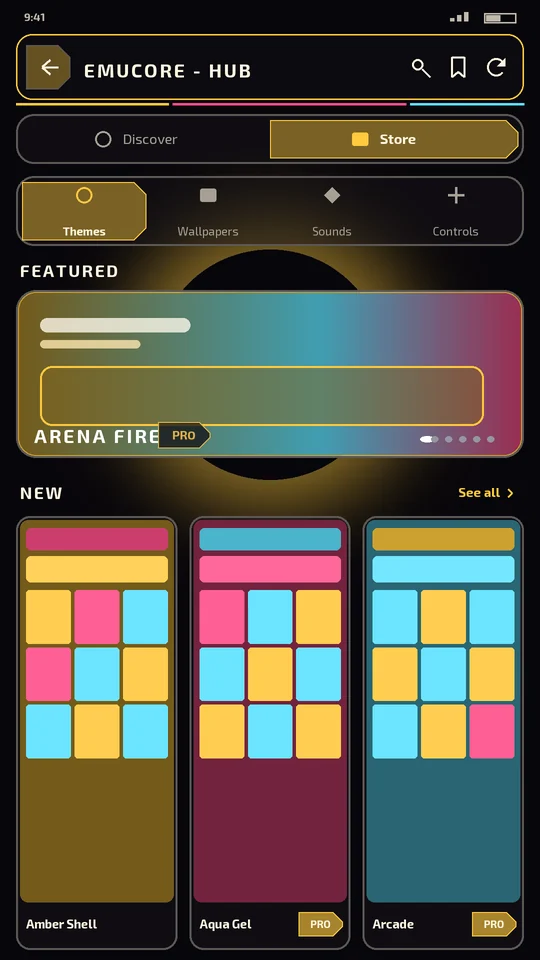 9:41
EMUCORE - HUB
Discover
Store
Themes
Wallpapers
Sounds
Controls
FEATURED
ARENA FIRE
PRO
NEW
See all
Amber Shell
Aqua Gel
PRO
Arcade
PRO